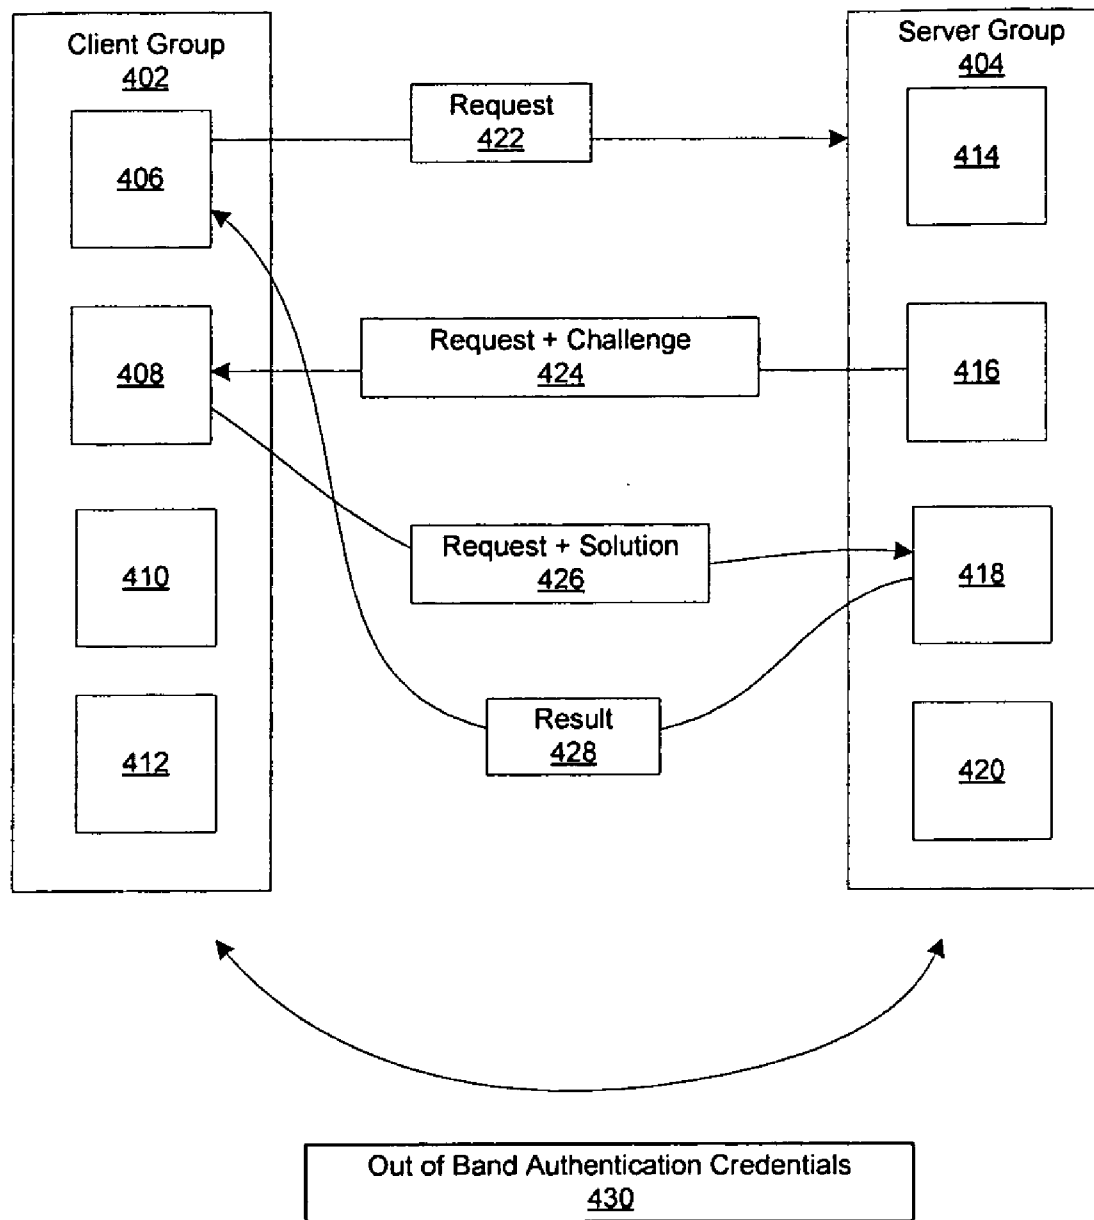 Client Group
402
Server Group
404
Request
422
406
414
Request + Challenge
424
408
416
Request + Solution
426
410
418
Result
428
412
420
Out of Band Authentication Credentials
430